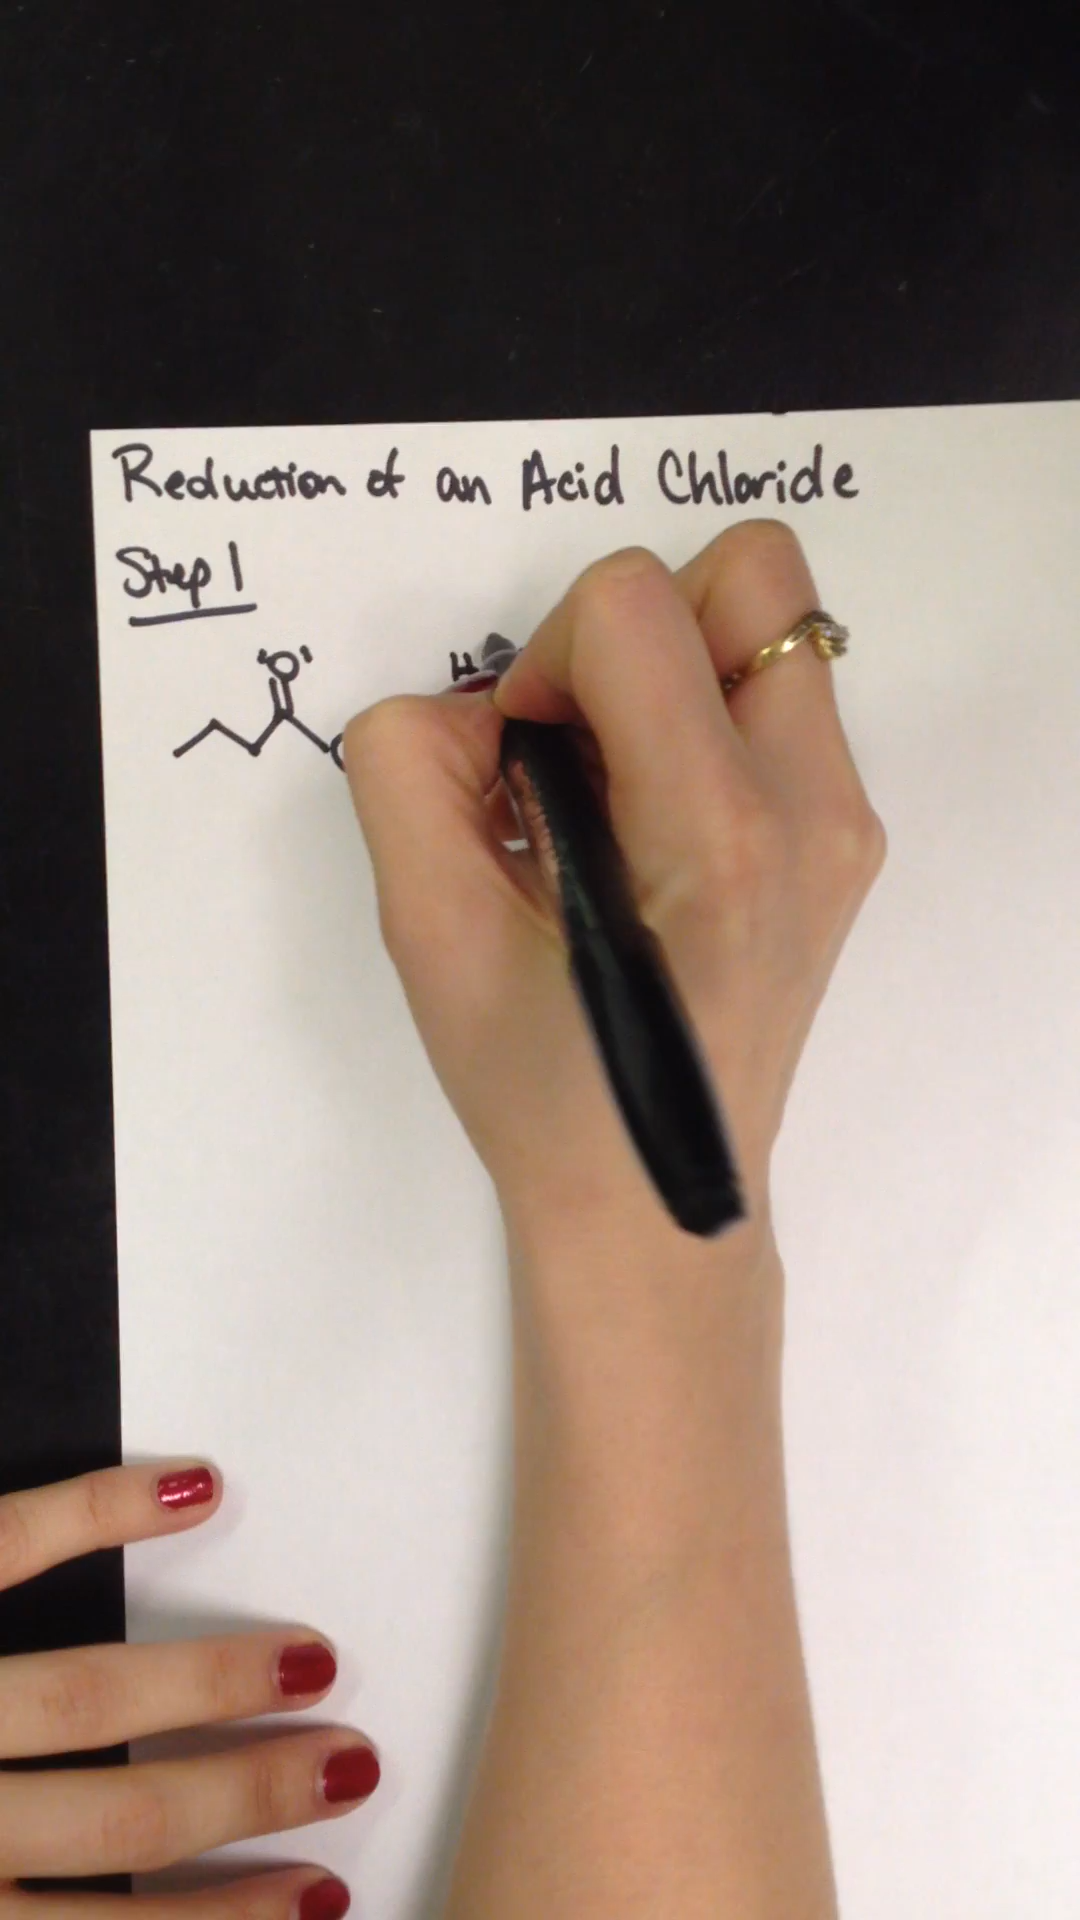 Reduction of an Acid Chloride
Step 1
O
H